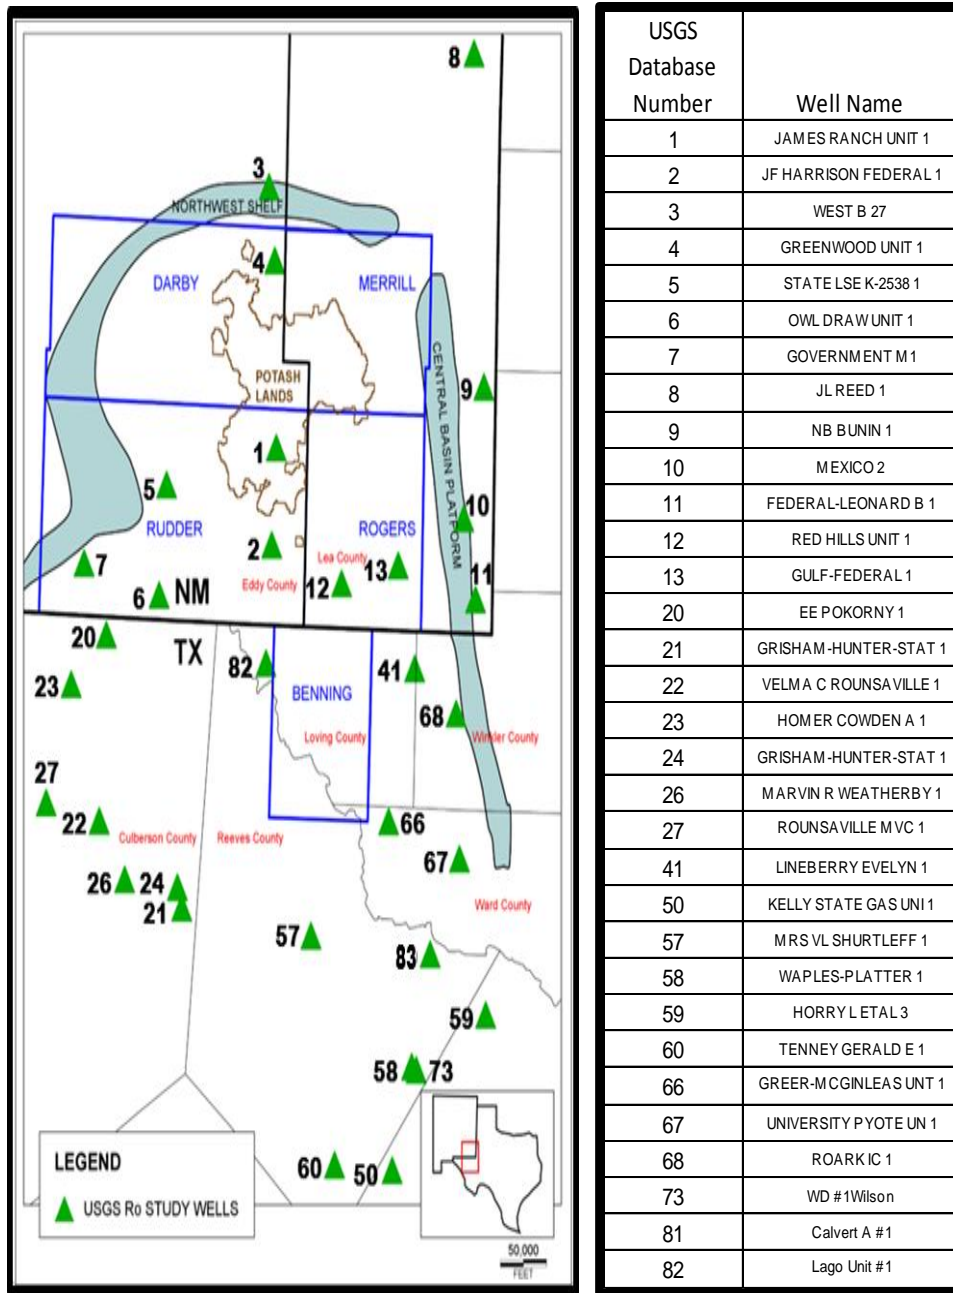 8
3
NORTHWEST SHELF
4
DARBY
MERRILL
POTASH
LANDS
CENTRAL BASIN PLATFORM
9
1
5
10
RUDDER
ROGERS
2
Lea County
7
Eddy County
12
13
11
6
NM
20
TX
82
41
23
BENNING
68
Loving County
Winkler County
27
22
Culberson County
Reeves County
66
67
26
24
21
Ward County
57
83
59
58
73
60
50
LEGEND
USGS Ro STUDY WELLS
50,000
FEET
USGS
Database
Number Well Name
1 JAMES RANCH UNIT 1
2 JF HARRISON FEDERAL 1
3 WEST B 27
4 GREENWOOD UNIT 1
5 STATE LSE K-2538 1
6 OWL DRAW UNIT 1
7 GOVERNMENT M 1
8 JL REED 1
9 NB BUNIN 1
10 MEXICO 2
11 FEDERAL-LEONARD B 1
12 RED HILLS UNIT 1
13 GULF-FEDERAL 1
20 EE POKORNY 1
21 GRISHAM-HUNTER-STAT 1
22 VELMA C ROUNSAVILLE 1
23 HOMER COWDEN A 1
24 GRISHAM-HUNTER-STAT 1
26 MARVIN R WEATHERBY 1
27 ROUNSAVILLE MVC 1
41 LINEBERRY EVELYN 1
50 KELLY STATE GAS UNI 1
57 MRS VL SHURTLEFF 1
58 WAPLES-PLATTER 1
59 HORRY L ETAL 3
60 TENNEY GERALD E 1
66 GREER-MCGINLEAS UNT 1
67 UNIVERSITY PYOTE UN 1
68 ROARK IC 1
73 WD #1Wilson
81 Calvert A #1
82 Lago Unit #1